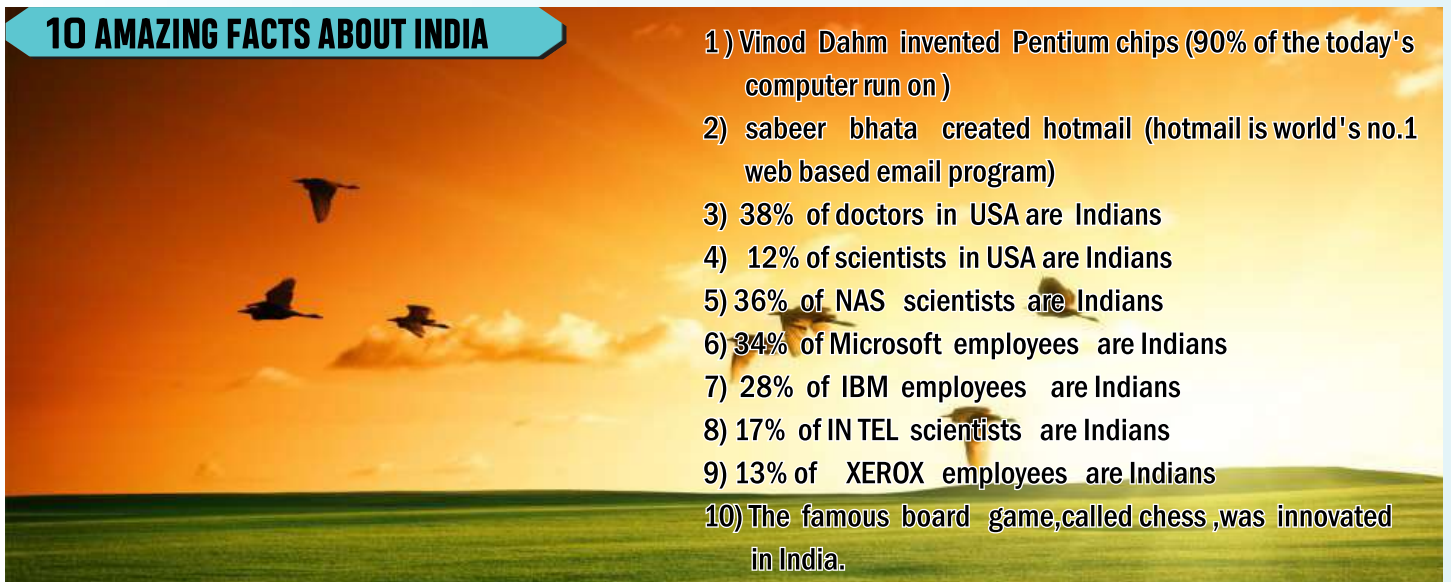 10 AMAZING FACTS ABOUT INDIA
1 ) Vinod Dahm invented Pentium chips (90% of the today's
computer run on )
2) sabeer bhata created hotmail (hotmail is world's no.1
web based email program)
3) 38% of doctors in USA are Indians
4) 12% of scientists in USA are Indians
5) 36% of NAS scientists are Indians
6) 34% of Microsoft employees are Indians
7) 28% of IBM employees are Indians
8) 17% of IN TEL scientists are Indians
9) 13% of XEROX employees are Indians
10) The famous board game,called chess ,was innovated
in India.